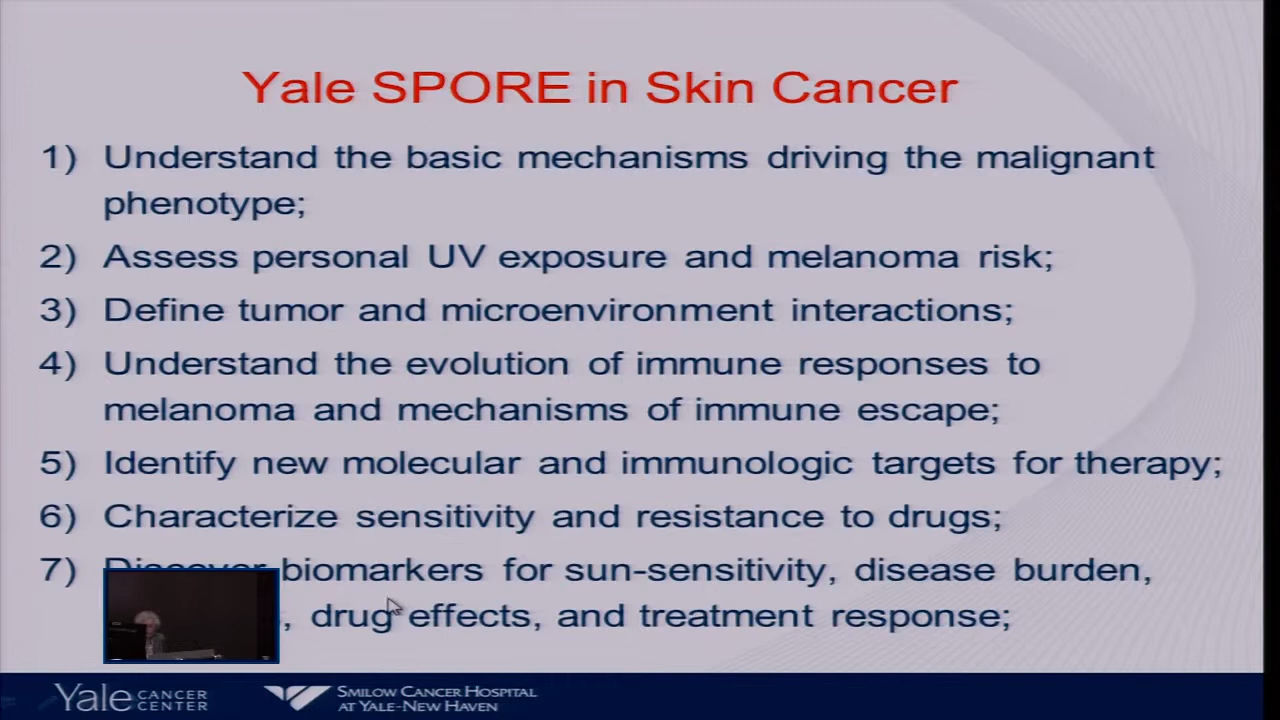 Yale SPORE in Skin Cancer
1) Understand the basic mechanisms driving the malignant
phenotype;
2) Assess personal UV exposure and melanoma risk;
3) Define tumor and microenvironment interactions;
4) Understand the evolution of immune responses to
melanoma and mechanisms of immune escape;
5) Identify new molecular and immunologic targets for therapy;
6) Characterize sensitivity and resistance to drugs;
7) Discover biomarkers for sun-sensitivity, disease burden,
, drug effects, and treatment response;
Yale CANCER CENTER
SMILOW CANCER HOSPITAL
AT YALE-NEW HAVEN